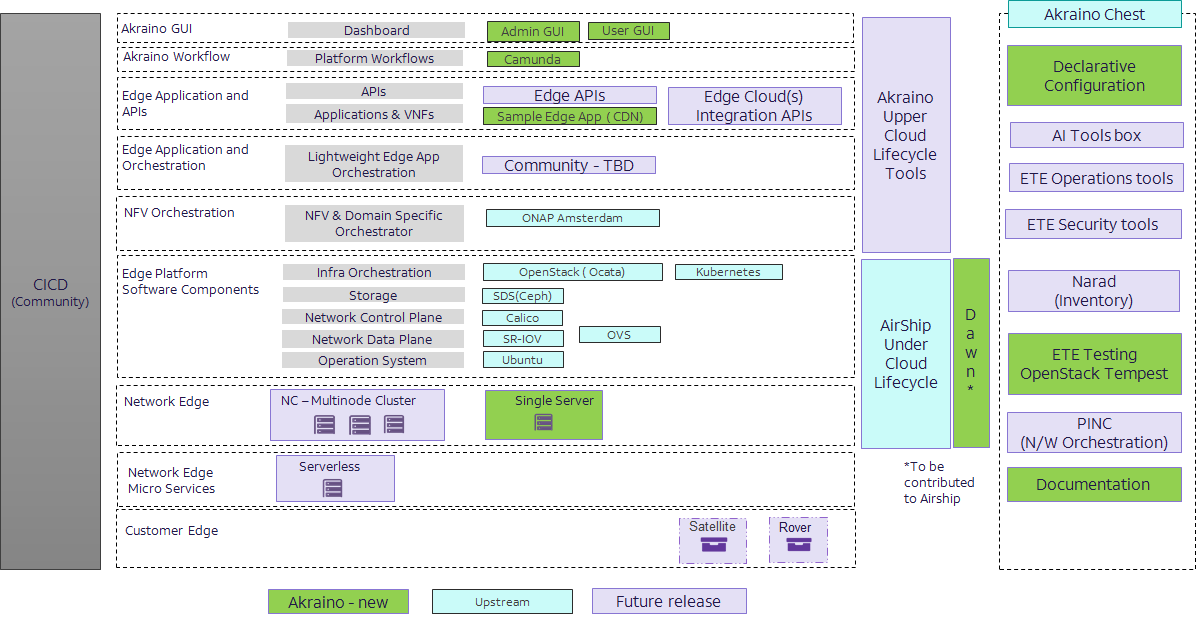 CICD
(Community)
Akraino GUI
Dashboard
Admin GUI
User GUI
Akraino Workflow
Platform Workflows
Camunda
Edge Application and
APIs
APIs
Applications & VNFs
Edge APIs
Sample Edge App ( CDN)
Edge Cloud(s)
Integration APIs
Edge Application and
Orchestration
Lightweight Edge App
Orchestration
Community - TBD
NFV Orchestration
NFV & Domain Specific
Orchestrator
ONAP Amsterdam
Edge Platform
Software Components
Infra Orchestration
OpenStack ( Ocata)
Kubernetes
Storage
SDS(Ceph)
Network Control Plane
Calico
Network Data Plane
SR-IOV
OVS
Operation System
Ubuntu
Network Edge
NC – Multinode Cluster
Single Server
Network Edge
Micro Services
Serverless
Customer Edge
Satellite
Rover
Akraino
Upper
Cloud
Lifecycle
Tools
AirShip
Under
Cloud
Lifecycle
D
a
w
n
*
*To be
contributed
to Airship
Akraino Chest
Declarative
Configuration
AI Tools box
ETE Operations tools
ETE Security tools
Narad
(Inventory)
ETE Testing
OpenStack Tempest
PINC
(N/W Orchestration)
Documentation
Akraino - new
Upstream
Future release